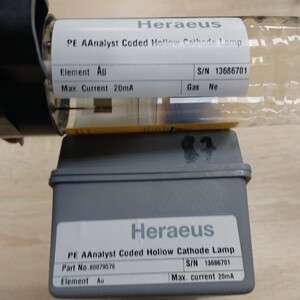 Heraeus
PE AAnalyst Coded Hollow Cathode Lamp
Element Au S/N 13686701
Max. Current 20mA Gas Ne
Heraeus
PE AAnalyst Coded Hollow Cathode Lamp
Part No. 80079576 S/N 13686701
Element Au Max. current 20mA